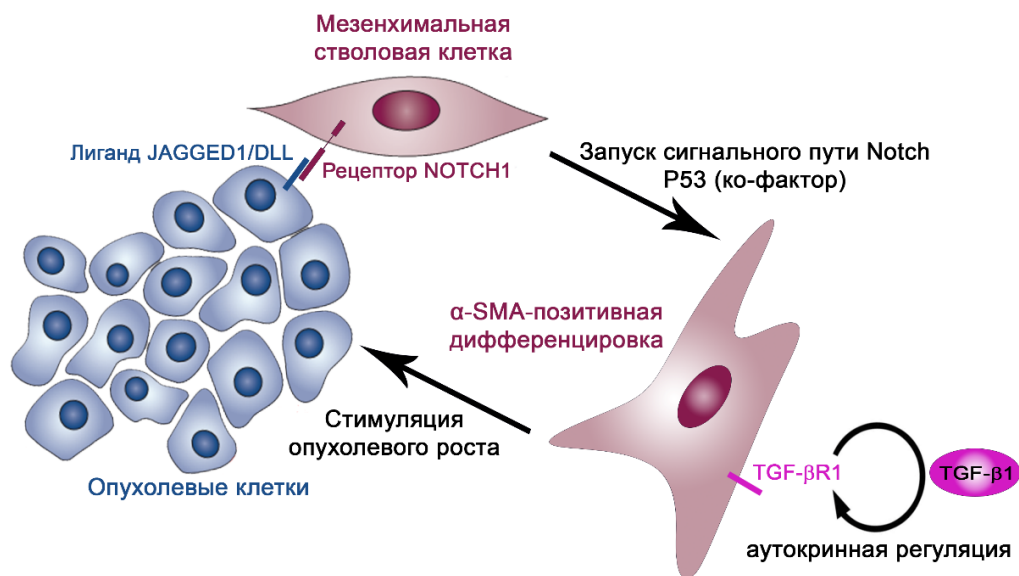 Мезенхимальная
стволовая клетка
Лиганд JAGGED1/DLL
Рецептор NOTCH1
Запуск сигнального пути Notch
P53 (ко-фактор)
α-SMA-позитивная
дифференцировка
Стимуляция
опухолевого роста
Опухолевые клетки
TGF-βR1
TGF-β1
аутокринная регуляция